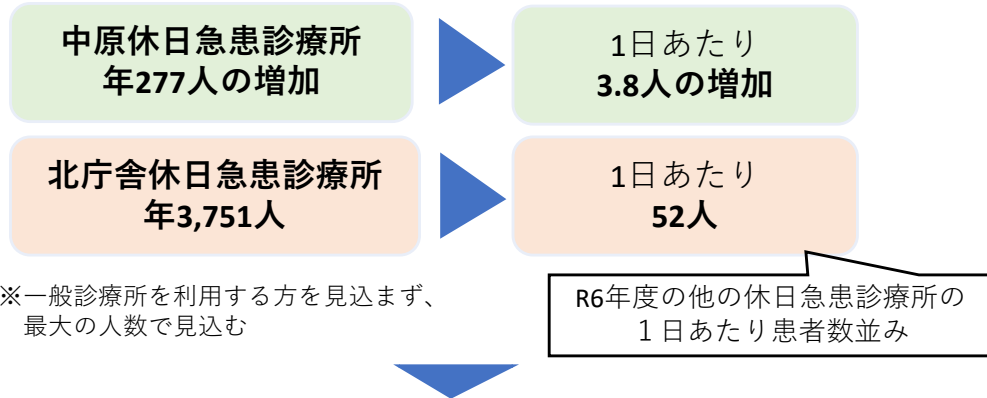 中原休日急患診療所
年277人の増加
1日あたり
3.8人の増加
北庁舎休日急患診療所
年3,751人
1日あたり
52人
※一般診療所を利用する方を見込まず、
最大の人数で見込む
R6年度の他の休日急患診療所の
１日あたり患者数並み